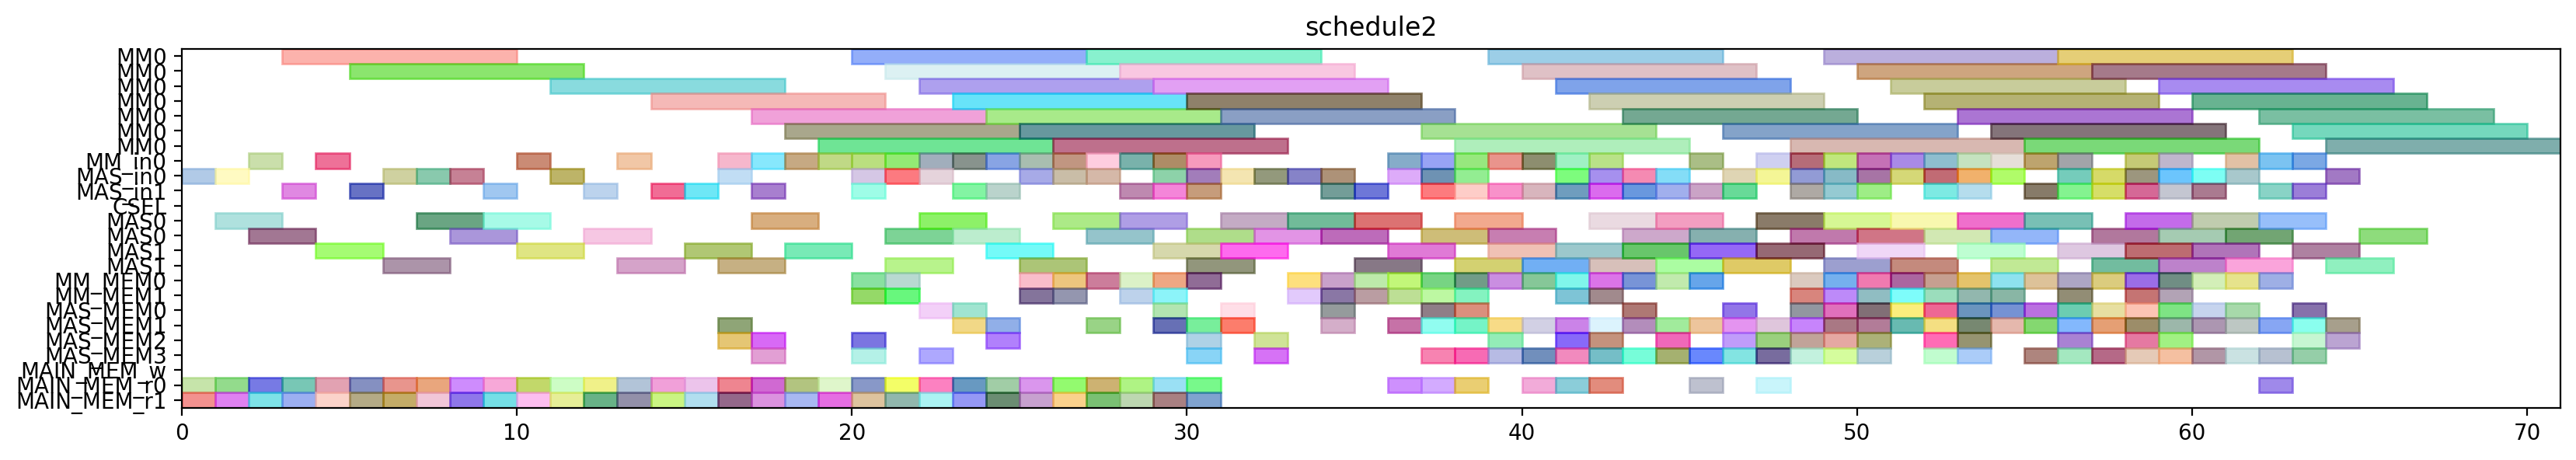 schedule2
MM0
MM0
MM0
MM0
MM0
MM0
MM0
MM_in0
MAS_in0
MAS_in1
CSEL
MAS0
MAS0
MAS1
MAS1
MM_MEM0
MM_MEM1
MAS_MEM0
MAS_MEM1
MAS_MEM2
MAS_MEM3
MAIN_MEM_w
MAIN_MEM_r0
MAIN_MEM_r1
0 10 20 30 40 50 60 70